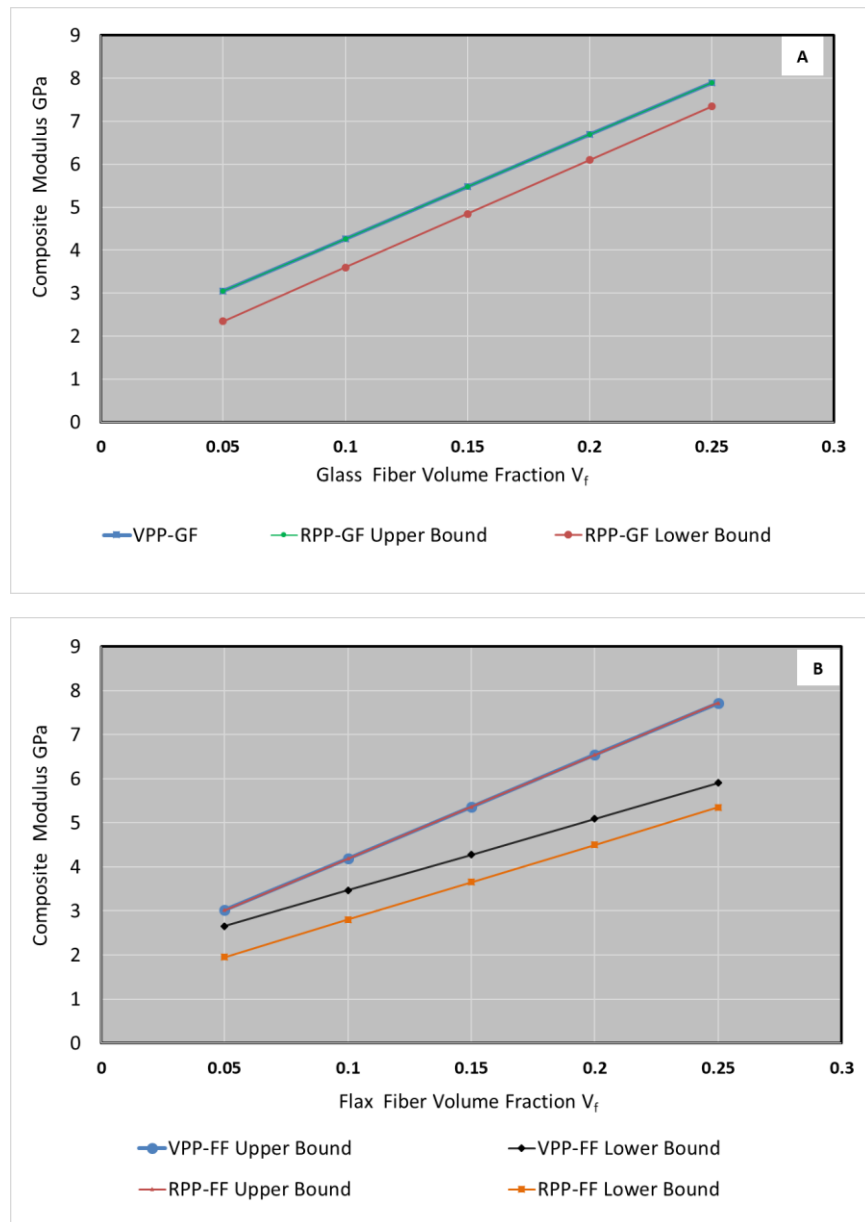 A
Composite Modulus GPa
9
8
7
6
5
4
3
2
1
0
0 0.05 0.1 0.15 0.2 0.25 0.3
Glass Fiber Volume Fraction Vf
VPP-GF RPP-GF Upper Bound RPP-GF Lower Bound
B
Composite Modulus GPa
9
8
7
6
5
4
3
2
1
0
0 0.05 0.1 0.15 0.2 0.25 0.3
Flax Fiber Volume Fraction Vf
VPP-FF Upper Bound VPP-FF Lower Bound
RPP-FF Upper Bound RPP-FF Lower Bound